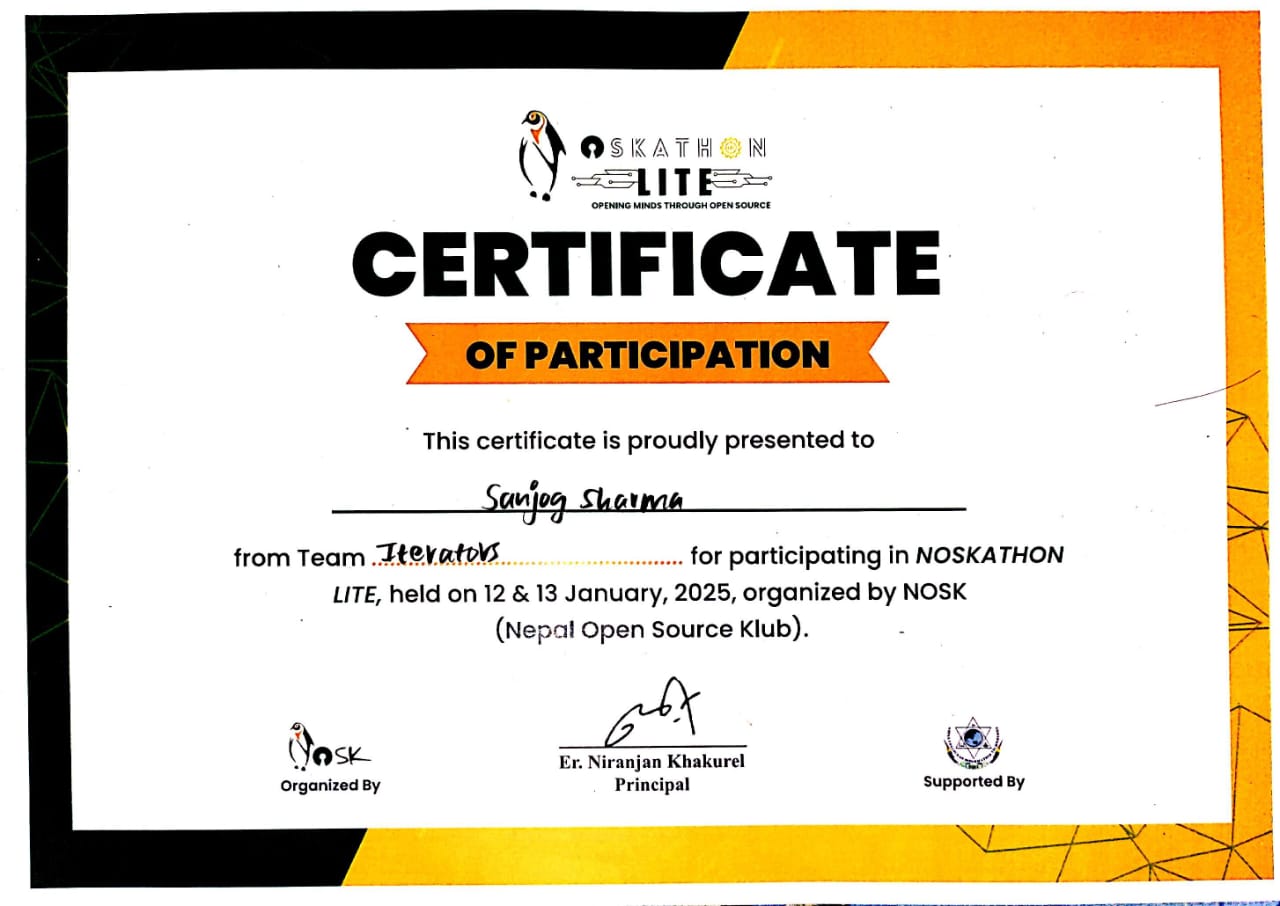 OSKATHON
LITE
OPENING MINDS THROUGH OPEN SOURCE
CERTIFICATE
OF PARTICIPATION
This certificate is proudly presented to
Sanjog Sharma
from Team Iterators for participating in NOSKATHON
LITE, held on 12 & 13 January, 2025, organized by NOSK
(Nepal Open Source Klub).
NOSK
Organized By
Er. Niranjan Khakurel
Principal
Supported By